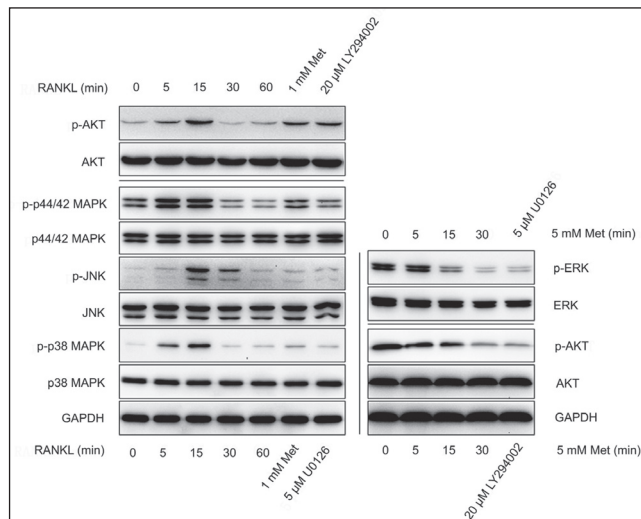 RANKL (min) 0 5 15 30 60 1 mM Met 20 µM LY294002
p-AKT
AKT
p-p44/42 MAPK
p44/42 MAPK
p-JNK
JNK
p-p38 MAPK
p38 MAPK
GAPDH
RANKL (min) 0 5 15 30 60 1 mM Met 5 µM U0126
0 5 15 30 5 µM U0126 5 mM Met (min)
p-ERK
ERK
p-AKT
AKT
GAPDH
0 5 15 30 20 µM LY294002 5 mM Met (min)